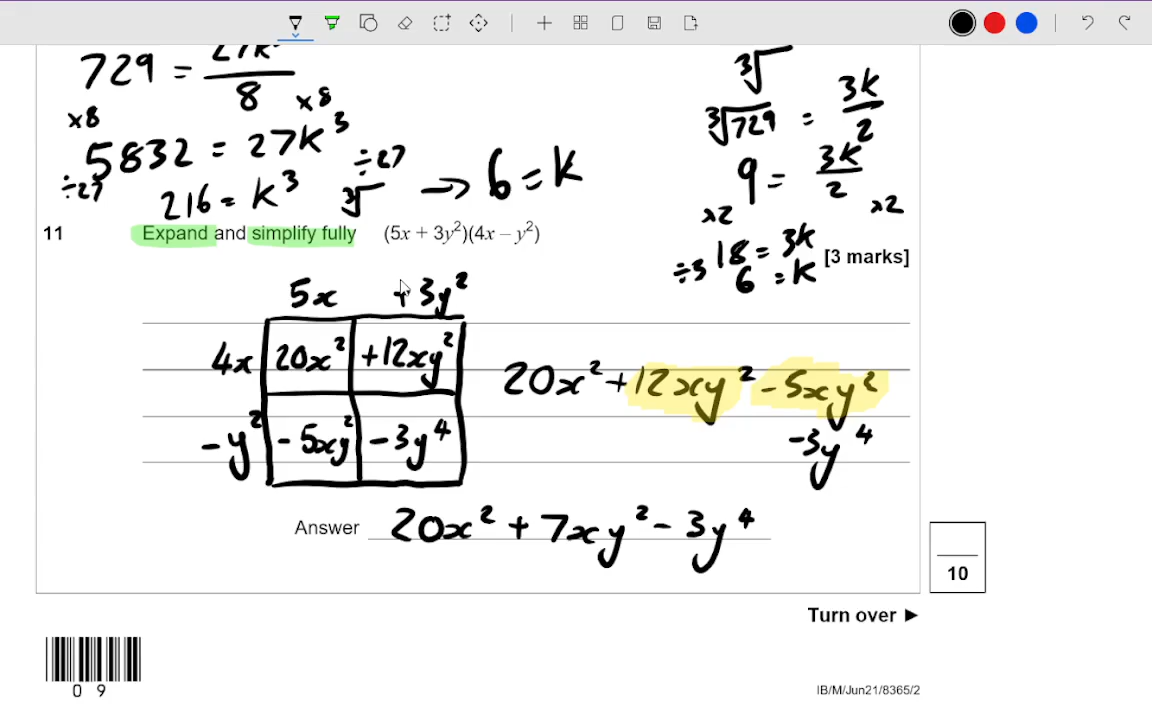 729 = 27k
8
×8 ×8
5832 = 27k³
÷27 ÷27
216 = k³ ∛ → 6 = k
∛
∛729 = 3k/2
9 = 3k/2
×2 ×2
18 = 3k
÷3 6 = k
11 Expand and simplify fully (5x + 3y²)(4x – y²)
[3 marks]
5x +3y²
4x 20x² +12xy²
-y² -5xy² -3y⁴
20x² + 12xy² - 5xy²
-3y⁴
Answer 20x² + 7xy² - 3y⁴
10
Turn over ►
0 9
IB/M/Jun21/8365/2